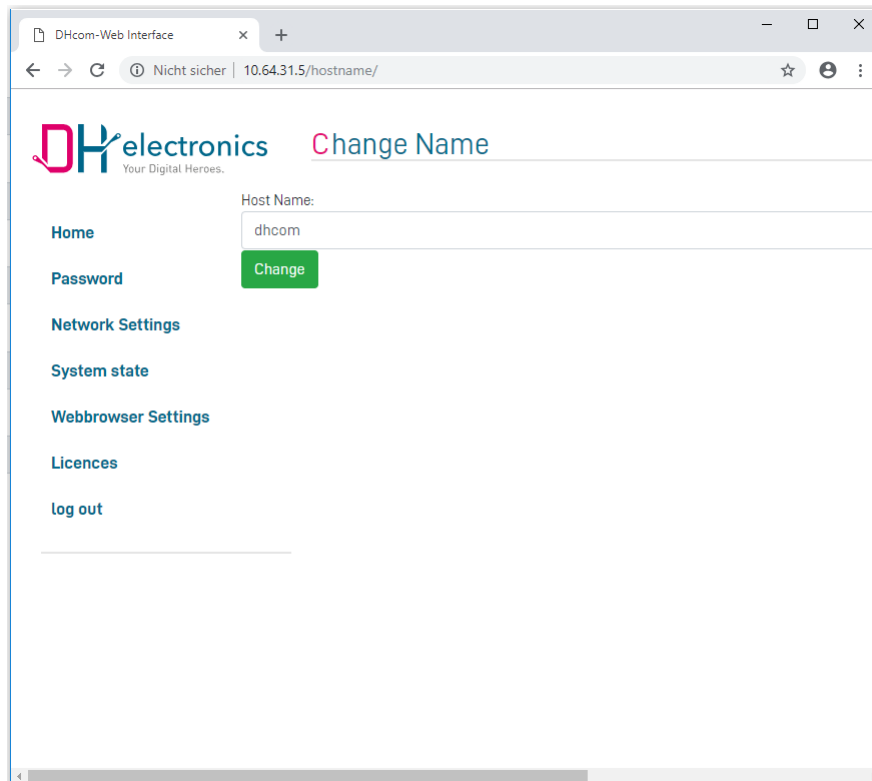 DHcom-Web Interface
Nicht sicher 10.64.31.5/hostname/
DH electronics
Your Digital Heroes.
Change Name
Host Name:
dhcom
Change
Home
Password
Network Settings
System state
Webbrowser Settings
Licences
log out